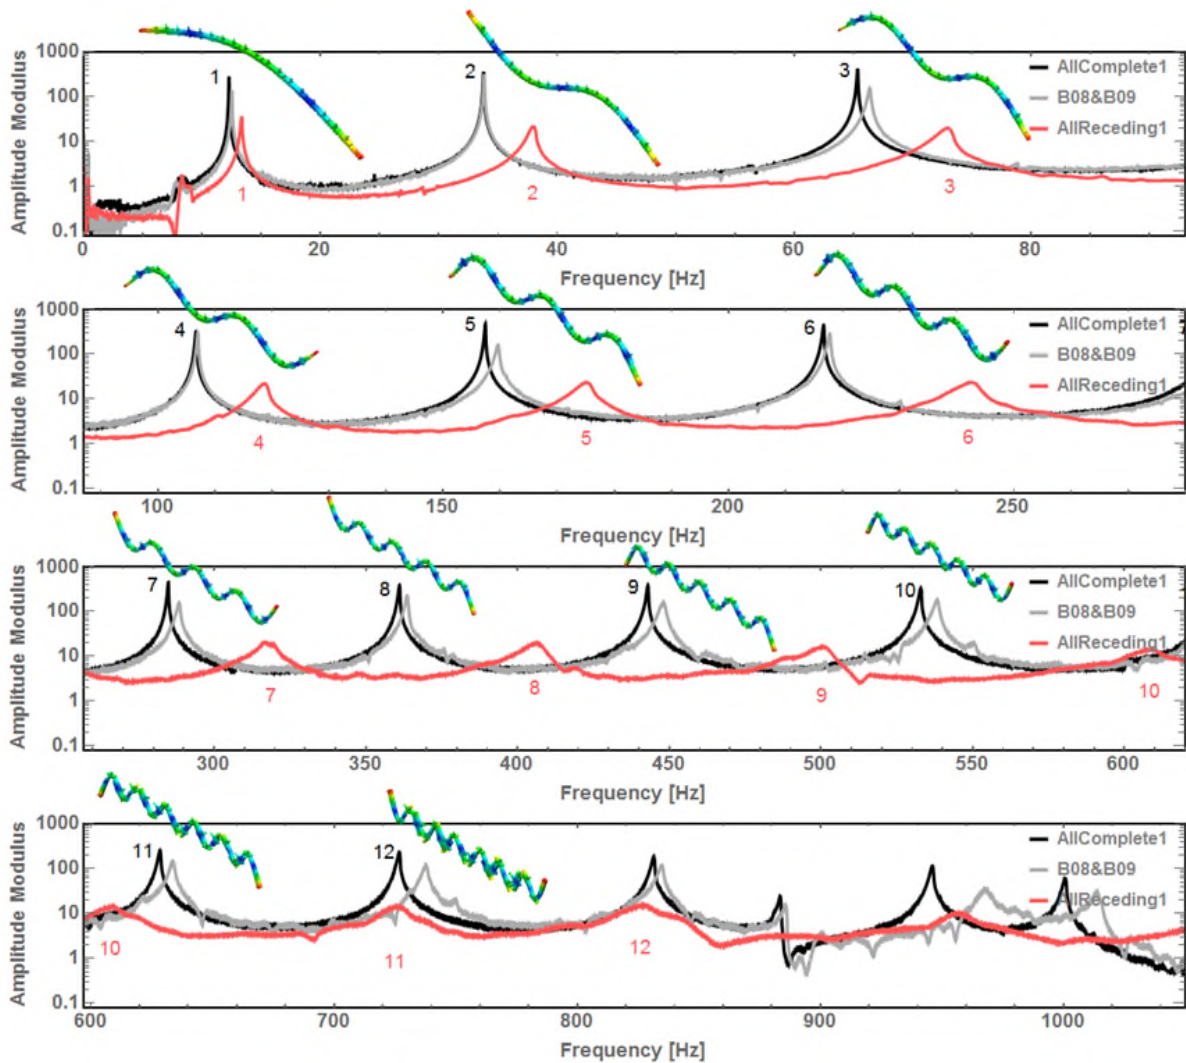 1000
100
10
1
0.1
Amplitude Modulus
1
2
3
AllComplete1
B08&B09
AllReceding1
1
2
3
0 20 40 60 80
Frequency [Hz]
1000
100
10
1
0.1
Amplitude Modulus
4
5
6
AllComplete1
B08&B09
AllReceding1
4
5
6
100 150 200 250
Frequency [Hz]
1000
100
10
1
0.1
Amplitude Modulus
7
8
9
10
AllComplete1
B08&B09
AllReceding1
7
8
9
10
300 350 400 450 500 550 600
Frequency [Hz]
1000
100
10
1
0.1
Amplitude Modulus
11
12
AllComplete1
B08&B09
AllReceding1
10
11
12
600 700 800 900 1000
Frequency [Hz]